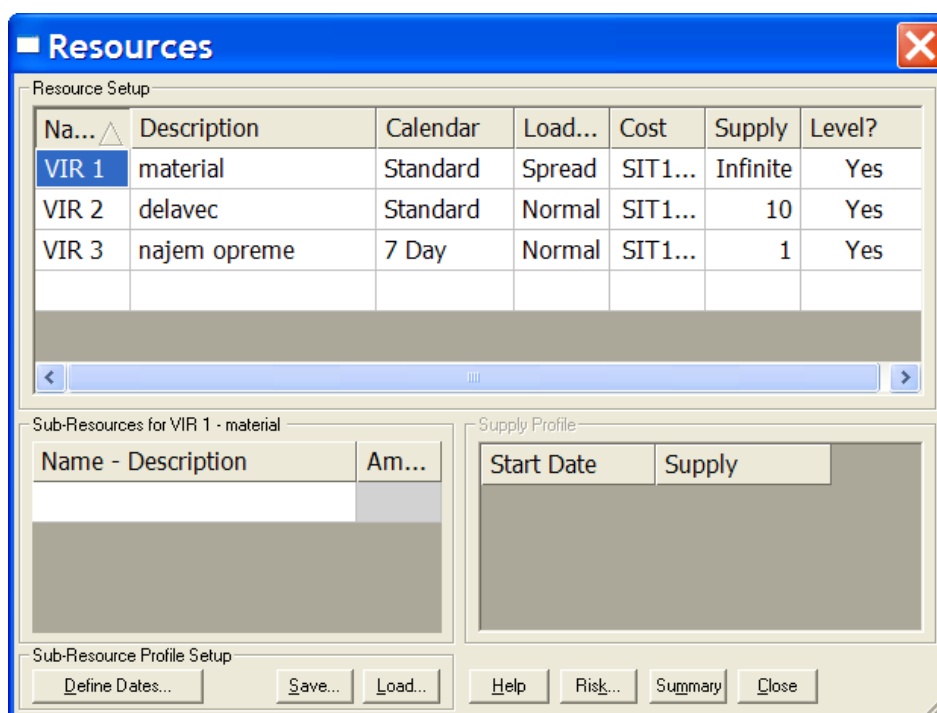 Resources
Resource Setup
Na... Description Calendar Load... Cost Supply Level?
VIR 1 material Standard Spread SIT1... Infinite Yes
VIR 2 delavec Standard Normal SIT1... 10 Yes
VIR 3 najem opreme 7 Day Normal SIT1... 1 Yes
Sub-Resources for VIR 1 - material
Name - Description Am...
Supply Profile
Start Date Supply
Sub-Resource Profile Setup
Define Dates... Save... Load...
Help Risk... Summary Close